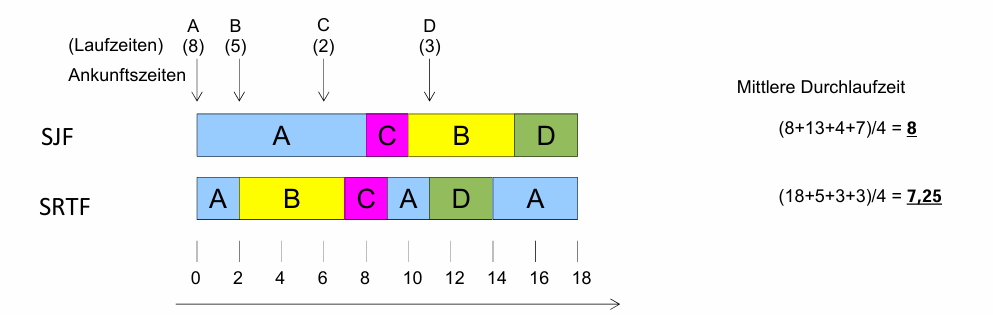 A B C D
(Laufzeiten) (8) (5) (2) (3)
Ankunftszeiten
Mittlere Durchlaufzeit
SJF A C B D (8+13+4+7)/4 = 8
SRTF A B C A D A (18+5+3+3)/4 = 7,25
0 2 4 6 8 10 12 14 16 18